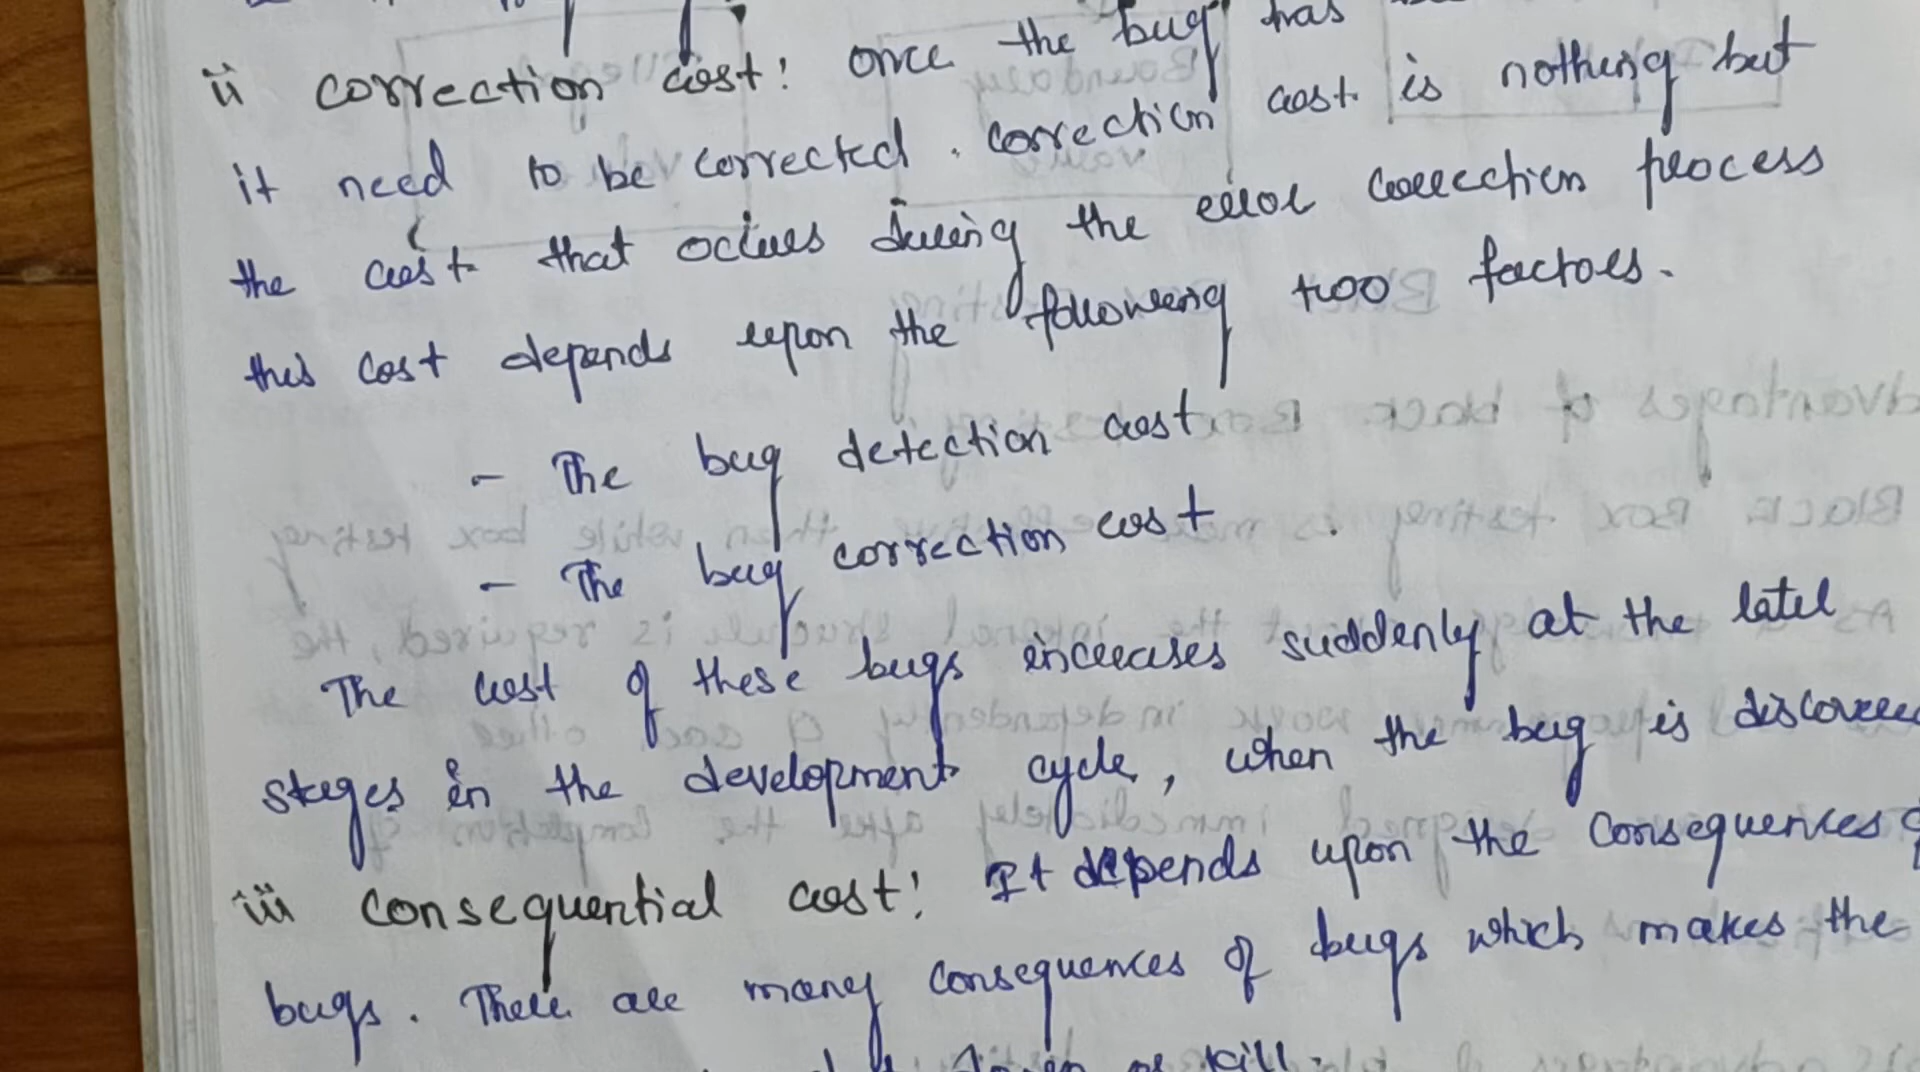 ii correction cost: once the bug has
it need to be corrected. correction cost is nothing but
the cost that occurs during the error correction process
this cost depends upon the following two factors.
- The bug detection cost
- The bug correction cost.
The cost of these bugs increases suddenly at the later
stages in the development cycle, when the bug is
iii consequential cost: It depends upon the consequences of
bugs. There are many consequences of bugs which makes the
kill